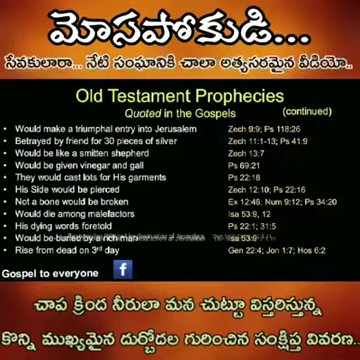 మోసపోకుడి...
సేవకులారా... నేటి సంఘానికి చాలా అత్యవసరమైన వీడియో..
Old Testament Prophecies
Quoted in the Gospels (continued)
• Would make a triumphal entry into Jerusalem Zech 9:9; Ps 118:26
• Betrayed by friend for 30 pieces of silver Zech 11:1-13; Ps 41:9
• Would be like a smitten shepherd Zech 13:7
• Would be given vinegar and gall Ps 69:21
• They would cast lots for His garments Ps 22:18
• His Side would be pierced Zech 12:10; Ps 22:16
• Not a bone would be broken Ex 12:46; Num 9:12; Ps 34:20
• Would die among malefactors Isa 53:9, 12
• His dying words foretold Ps 22:1; 31:5
• Would be buried by a rich man Isa 53:9
• Rise from dead on 3rd day Gen 22:4; Jon 1:7; Hos 6:2
Gospel to everyone f
చాప క్రింద నీరులా మన చుట్టూ విస్తరిస్తున్న
కొన్ని ముఖ్యమైన దుర్బోదల గురించిన సంక్షిప్త వివరణ..